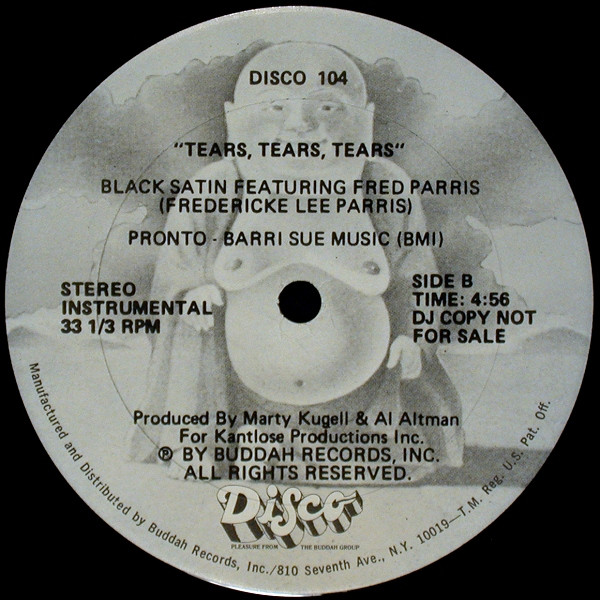 DISCO 104
"TEARS, TEARS, TEARS"
BLACK SATIN FEATURING FRED PARRIS
(FREDERICKE LEE PARRIS)
PRONTO - BARRI SUE MUSIC (BMI)
STEREO
INSTRUMENTAL
33 1/3 RPM
SIDE B
TIME: 4:56
DJ COPY NOT
FOR SALE
Produced By Marty Kugell & Al Altman
For Kantlose Productions Inc.
℗ BY BUDDAH RECORDS, INC.
ALL RIGHTS RESERVED.
Disco
PLEASURE FROM THE BUDDAH GROUP
Manufactured and Distributed by Buddah Records, Inc./810 Seventh Ave., N.Y. 10019—T.M. Reg. U.S. Pat. Off.